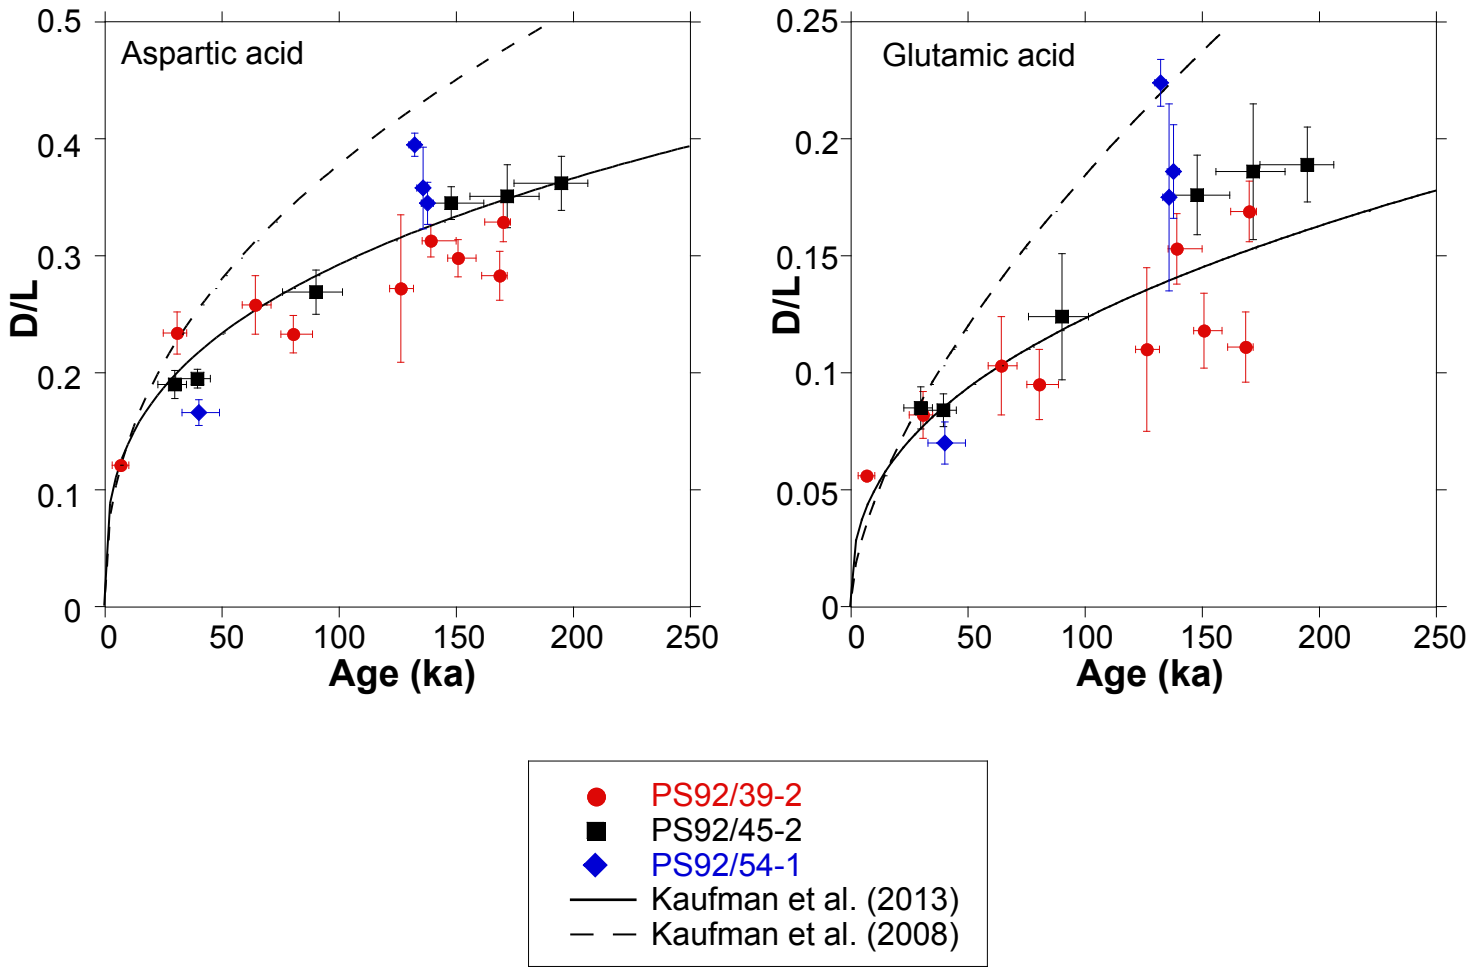 Aspartic acid
D/L
0.5
0.4
0.3
0.2
0.1
0
0 50 100 150 200 250
Age (ka)
Glutamic acid
D/L
0.25
0.2
0.15
0.1
0.05
0
0 50 100 150 200 250
Age (ka)
PS92/39-2
PS92/45-2
PS92/54-1
Kaufman et al. (2013)
Kaufman et al. (2008)